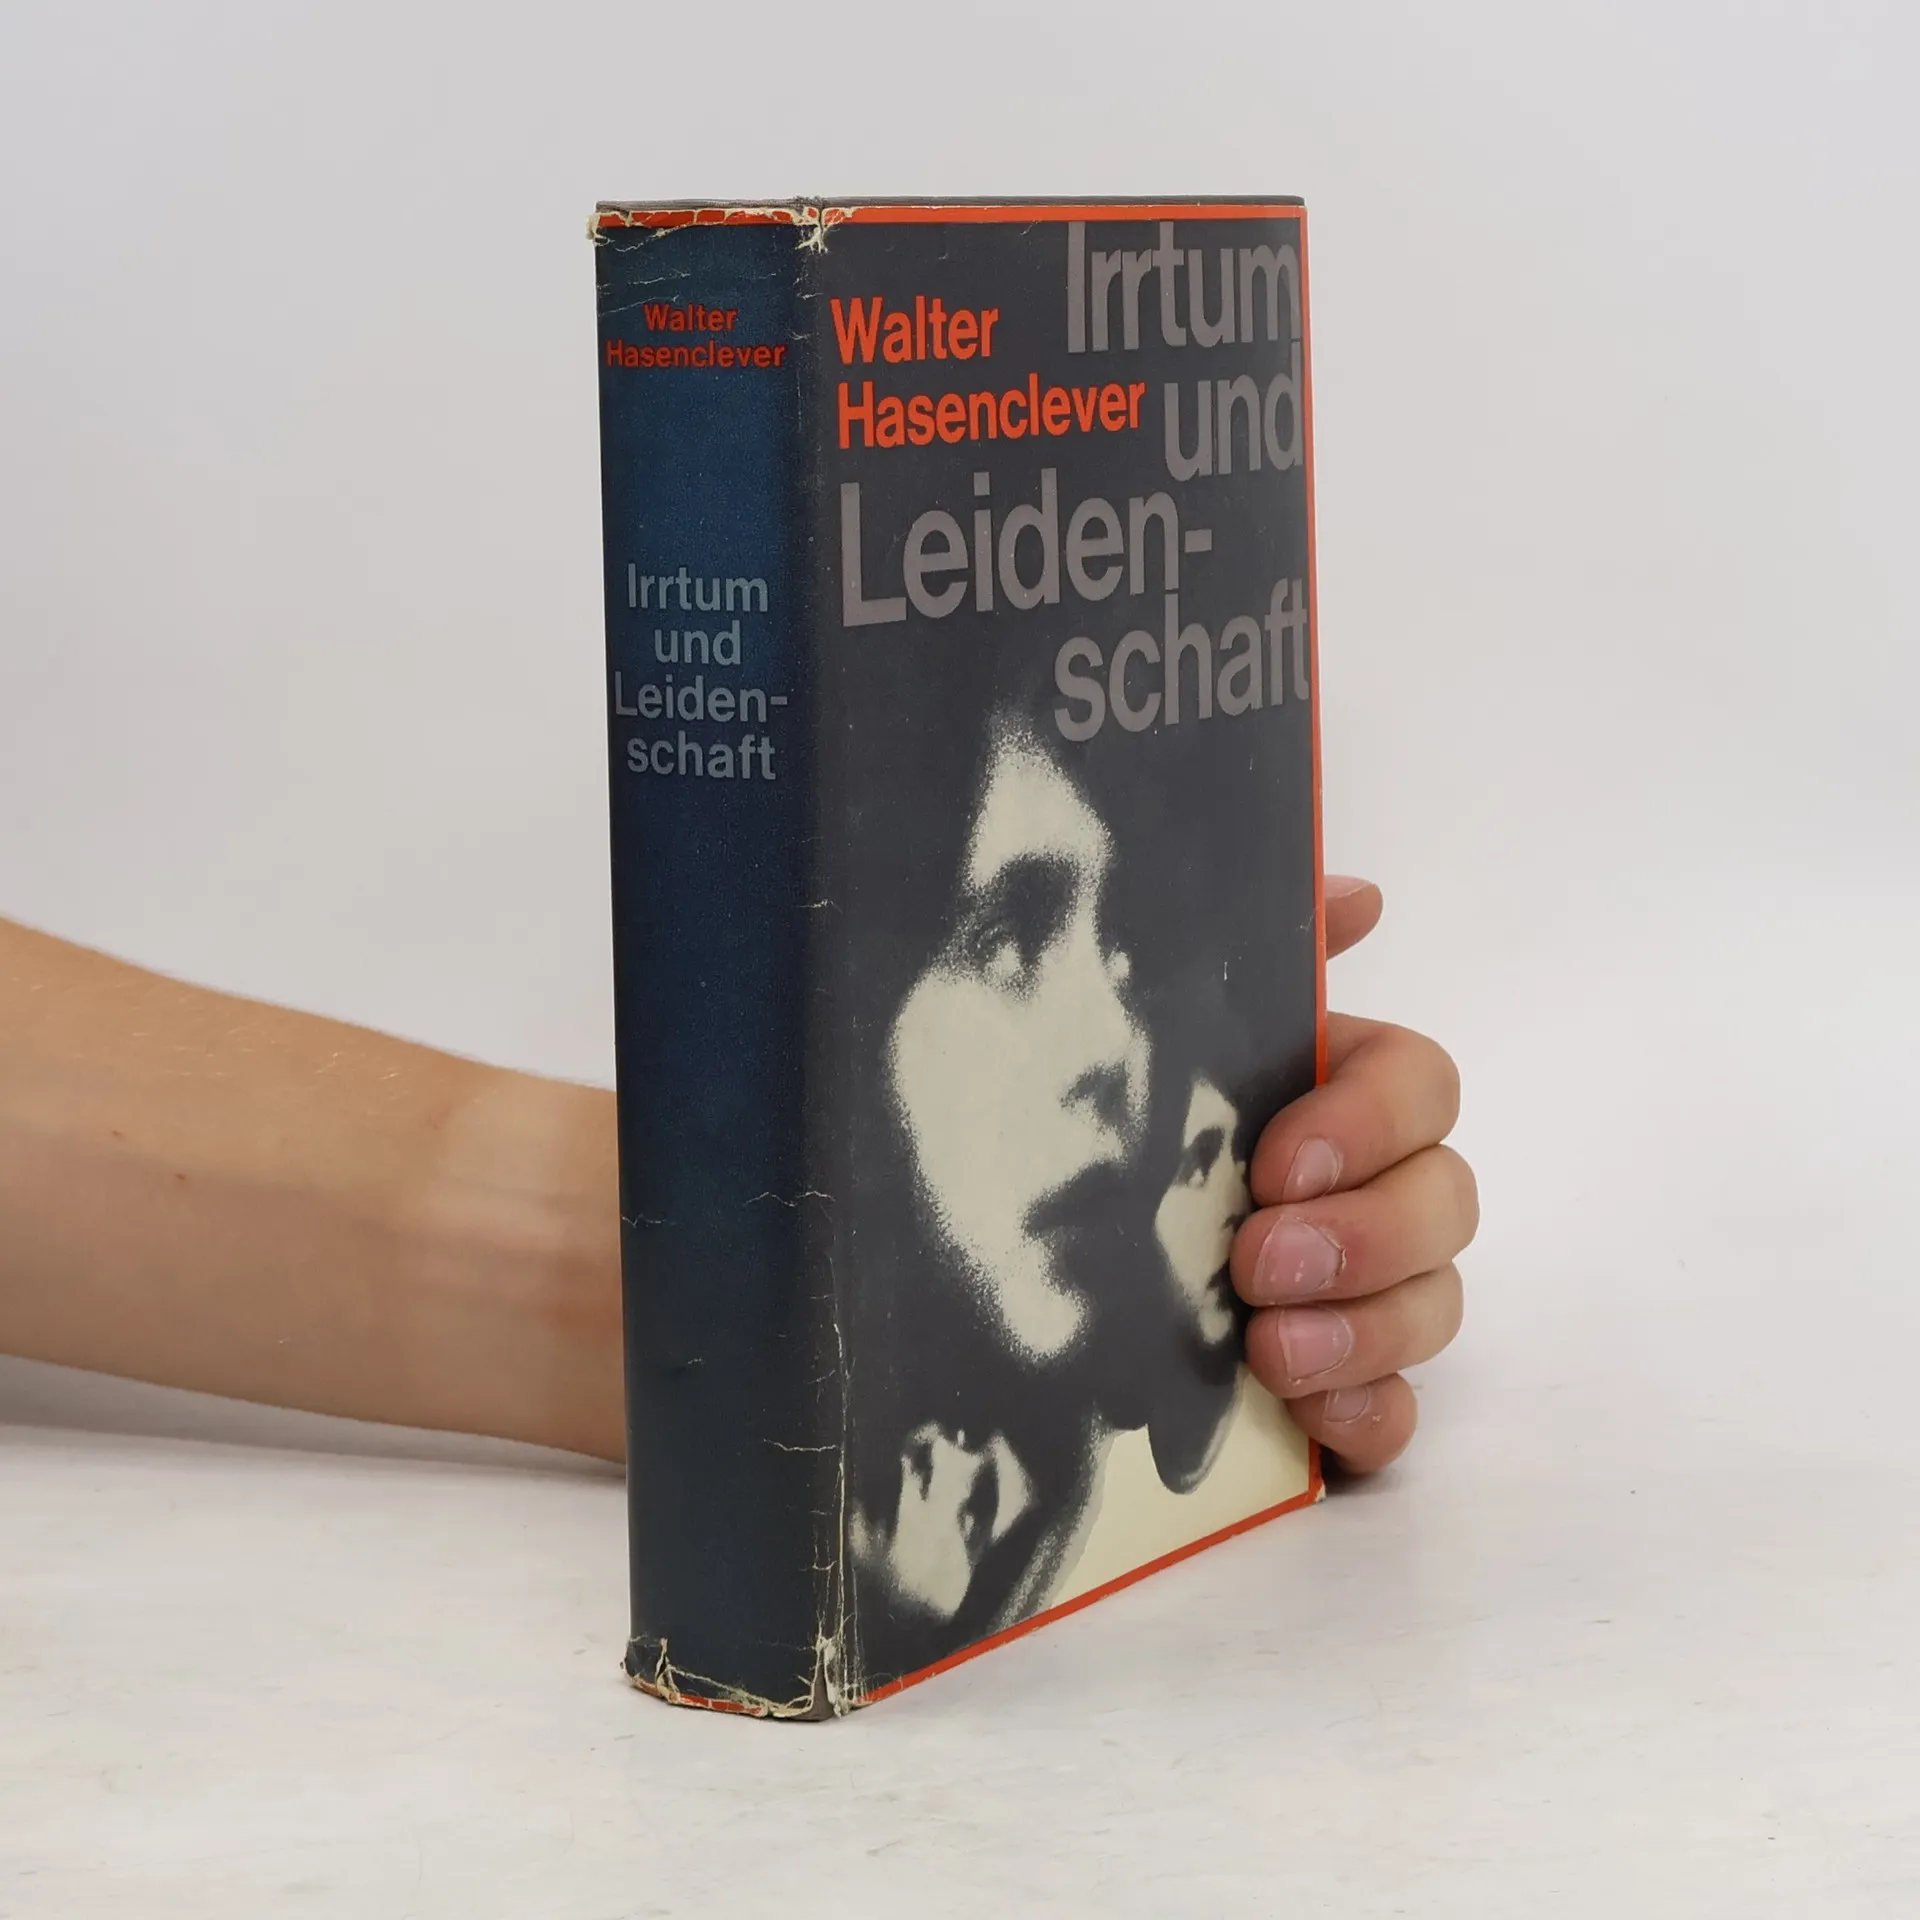 Walter
Hasenclever
Irrtum
und
Leiden-
schaft
Irrtum
Walter
Hasenclever
und
Leiden-
schaft